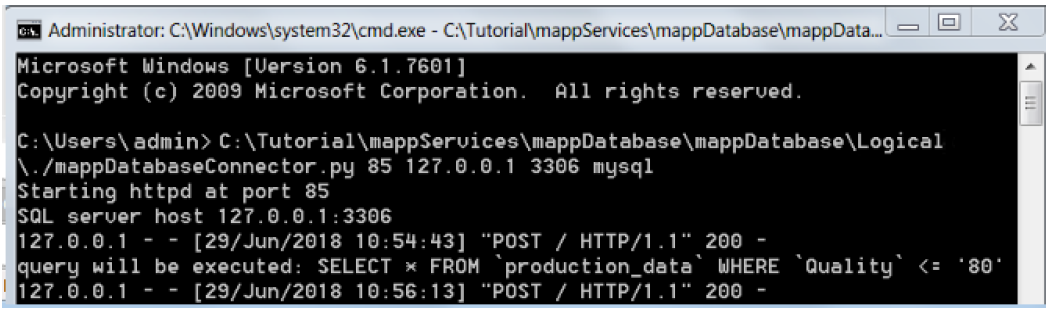 Administrator: C:\Windows\system32\cmd.exe - C:\Tutorial\mappServices\mappDatabase\mappData...
Microsoft Windows [Version 6.1.7601]
Copyright (c) 2009 Microsoft Corporation.  All rights reserved.
C:\Users\admin>C:\Tutorial\mappServices\mappDatabase\mappDatabase\Logical
\./mappDatabaseConnector.py 85 127.0.0.1 3306 mysql
Starting httpd at port 85
SQL server host 127.0.0.1:3306
127.0.0.1 - - [29/Jun/2018 10:54:43] "POST / HTTP/1.1" 200 -
query will be executed: SELECT * FROM `production_data` WHERE `Quality` <= '80'
127.0.0.1 - - [29/Jun/2018 10:56:13] "POST / HTTP/1.1" 200 -